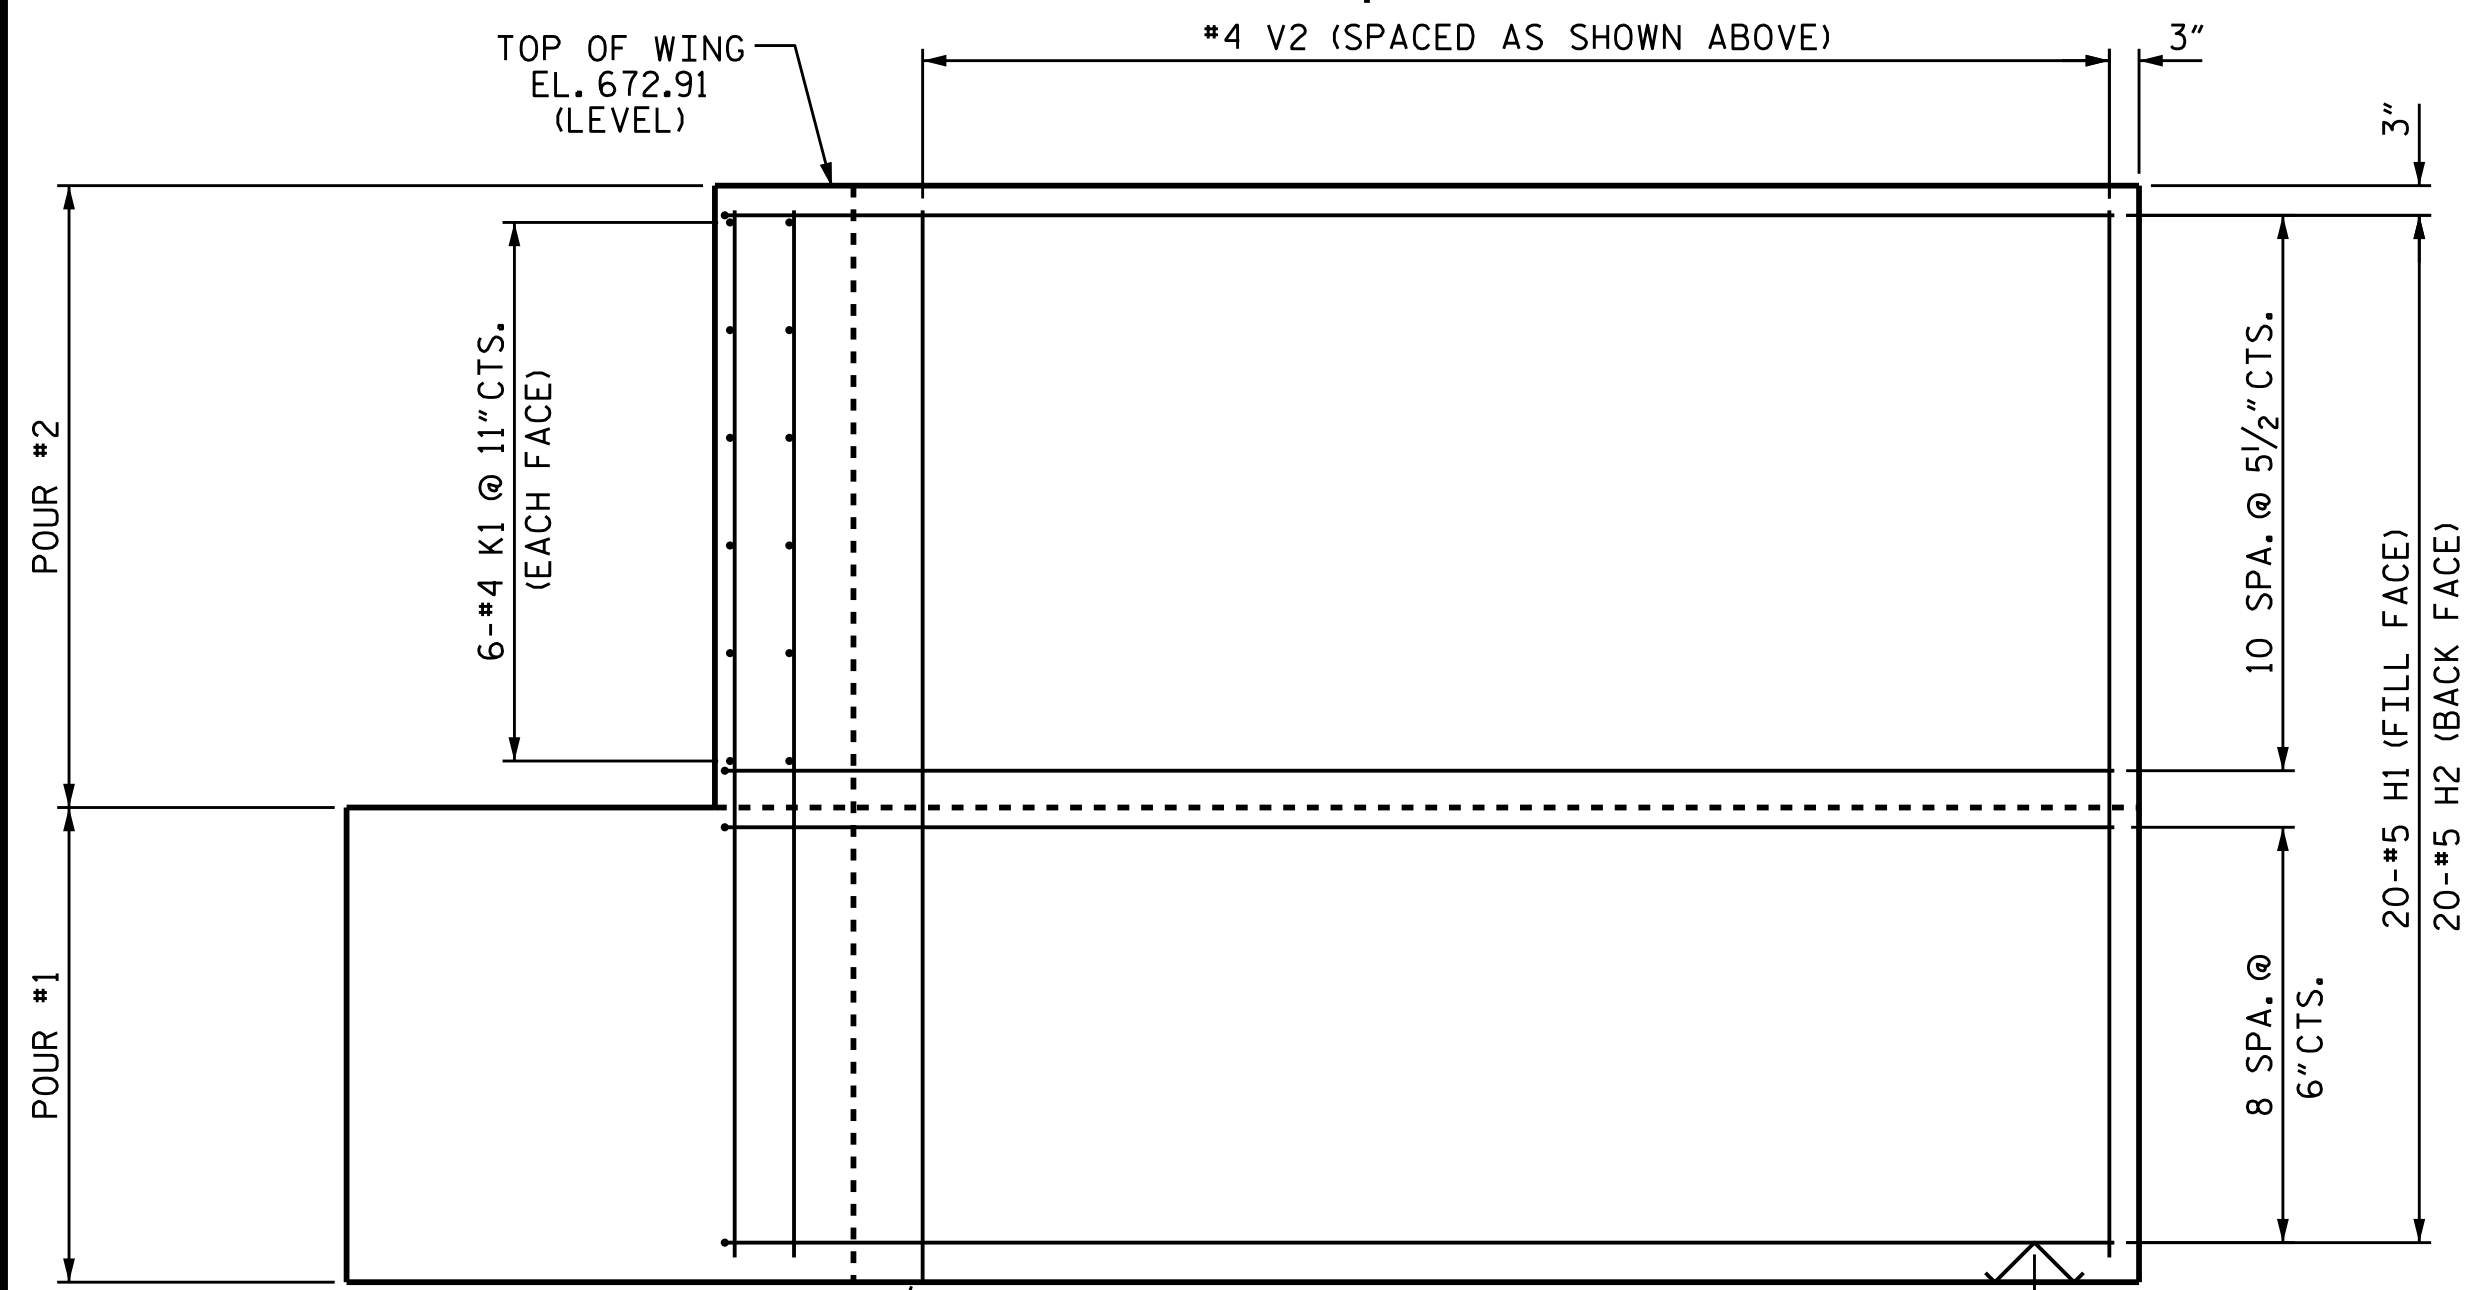 #4 V2 (SPACED AS SHOWN ABOVE)
3"
TOP OF WING
EL. 672.91
(LEVEL)
3"
POUR #2
6-#4 K1 @ 11" CTS.
(EACH FACE)
10 SPA. @ 5½" CTS.
20-#5 H1 (FILL FACE)
20-#5 H2 (BACK FACE)
POUR #1
8 SPA. @
6" CTS.